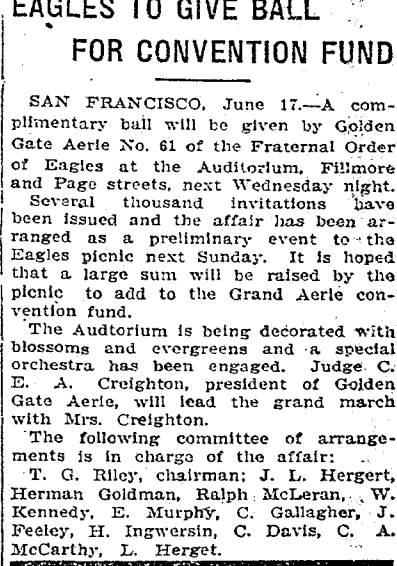 EAGLES TO GIVE BALL
FOR CONVENTION FUND
SAN FRANCISCO, June 17.—A com-
plimentary ball will be given by Golden
Gate Aerie No. 61 of the Fraternal Order
of Eagles at the Auditorium, Fillmore
and Page streets, next Wednesday night.
Several thousand invitations have
been issued and the affair has been ar-
ranged as a preliminary event to the
Eagles picnic next Sunday. It is hoped
that a large sum will be raised by the
picnic to add to the Grand Aerie con-
vention fund.
The Audtorium is being decorated with
blossoms and evergreens and a special
orchestra has been engaged. Judge C.
E. A. Creighton, president of Golden
Gate Aerie, will lead the grand march
with Mrs. Creighton.
The following committee of arrange-
ments is in charge of the affair:
T. G. Riley, chairman; J. L. Hergert,
Herman Goldman, Ralph McLeran, W.
Kennedy, E. Murphy, C. Gallagher, J.
Feeley, H. Ingwersin, C. Davis, C. A.
McCarthy, L. Herget.